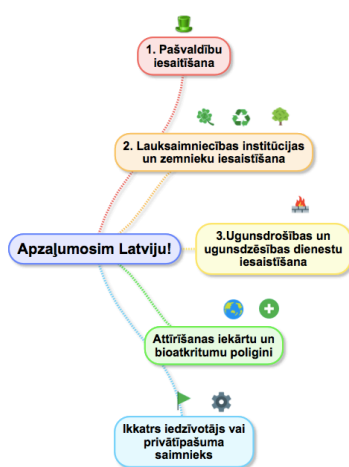 1. Pašvaldību
iesaitīšana
2. Lauksaimniecības institūcijas
un zemnieku iesaistīšana
3.Ugunsdrošības un
ugunsdzēsības dienestu
iesaistīšana
Apzaļumosim Latviju!
Attīrīšanas iekārtu un
bioatkritumu poligini
Ikkatrs iedzīvotājs vai
privātīpašuma
saimnieks